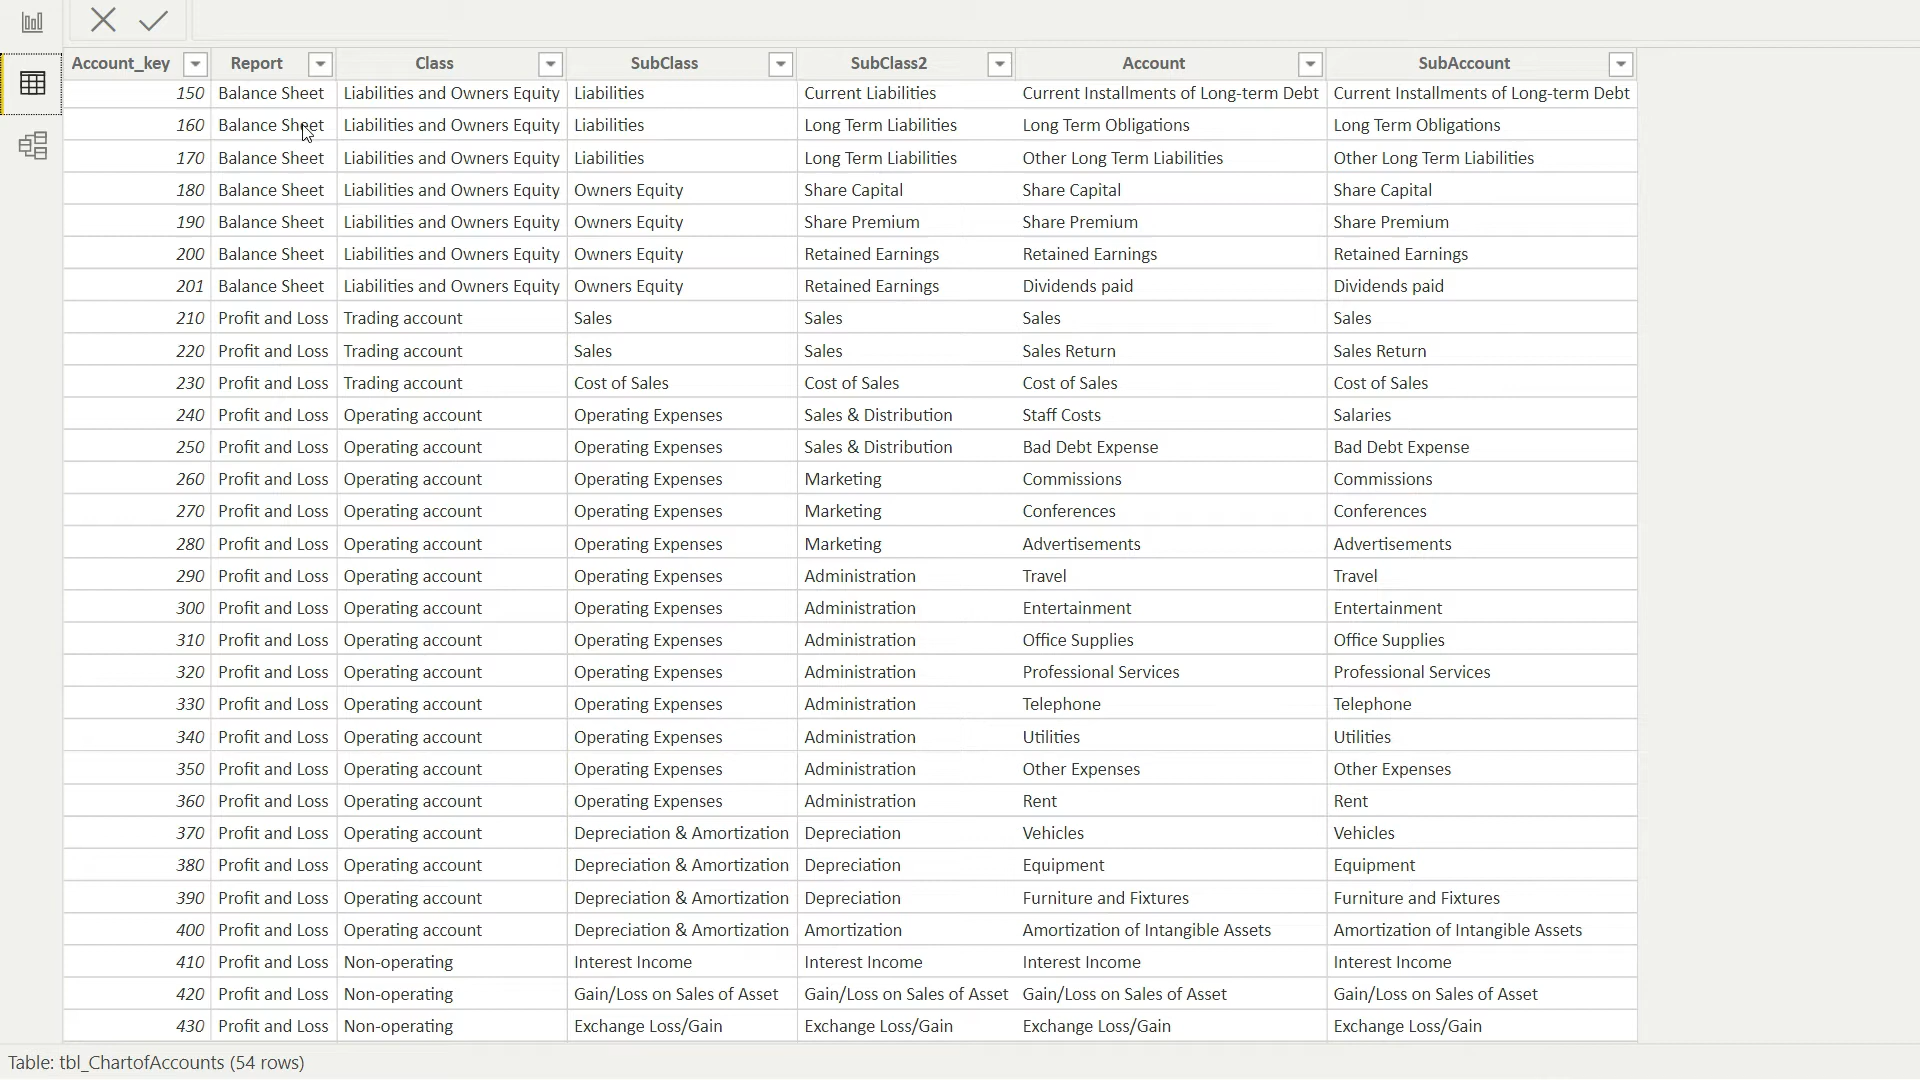 Account_key Report Class SubClass SubClass2 Account SubAccount
150 Balance Sheet Liabilities and Owners Equity Liabilities Current Liabilities Current Installments of Long-term Debt Current Installments of Long-term Debt
160 Balance Sheet Liabilities and Owners Equity Liabilities Long Term Liabilities Long Term Obligations Long Term Obligations
170 Balance Sheet Liabilities and Owners Equity Liabilities Long Term Liabilities Other Long Term Liabilities Other Long Term Liabilities
180 Balance Sheet Liabilities and Owners Equity Owners Equity Share Capital Share Capital Share Capital
190 Balance Sheet Liabilities and Owners Equity Owners Equity Share Premium Share Premium Share Premium
200 Balance Sheet Liabilities and Owners Equity Owners Equity Retained Earnings Retained Earnings Retained Earnings
201 Balance Sheet Liabilities and Owners Equity Owners Equity Retained Earnings Dividends paid Dividends paid
210 Profit and Loss Trading account Sales Sales Sales Sales
220 Profit and Loss Trading account Sales Sales Sales Return Sales Return
230 Profit and Loss Trading account Cost of Sales Cost of Sales Cost of Sales Cost of Sales
240 Profit and Loss Operating account Operating Expenses Sales & Distribution Staff Costs Salaries
250 Profit and Loss Operating account Operating Expenses Sales & Distribution Bad Debt Expense Bad Debt Expense
260 Profit and Loss Operating account Operating Expenses Marketing Commissions Commissions
270 Profit and Loss Operating account Operating Expenses Marketing Conferences Conferences
280 Profit and Loss Operating account Operating Expenses Marketing Advertisements Advertisements
290 Profit and Loss Operating account Operating Expenses Administration Travel Travel
300 Profit and Loss Operating account Operating Expenses Administration Entertainment Entertainment
310 Profit and Loss Operating account Operating Expenses Administration Office Supplies Office Supplies
320 Profit and Loss Operating account Operating Expenses Administration Professional Services Professional Services
330 Profit and Loss Operating account Operating Expenses Administration Telephone Telephone
340 Profit and Loss Operating account Operating Expenses Administration Utilities Utilities
350 Profit and Loss Operating account Operating Expenses Administration Other Expenses Other Expenses
360 Profit and Loss Operating account Operating Expenses Administration Rent Rent
370 Profit and Loss Operating account Depreciation & Amortization Depreciation Vehicles Vehicles
380 Profit and Loss Operating account Depreciation & Amortization Depreciation Equipment Equipment
390 Profit and Loss Operating account Depreciation & Amortization Depreciation Furniture and Fixtures Furniture and Fixtures
400 Profit and Loss Operating account Depreciation & Amortization Amortization Amortization of Intangible Assets Amortization of Intangible Assets
410 Profit and Loss Non-operating Interest Income Interest Income Interest Income Interest Income
420 Profit and Loss Non-operating Gain/Loss on Sales of Asset Gain/Loss on Sales of Asset Gain/Loss on Sales of Asset Gain/Loss on Sales of Asset
430 Profit and Loss Non-operating Exchange Loss/Gain Exchange Loss/Gain Exchange Loss/Gain Exchange Loss/Gain
Table: tbl_ChartofAccounts (54 rows)